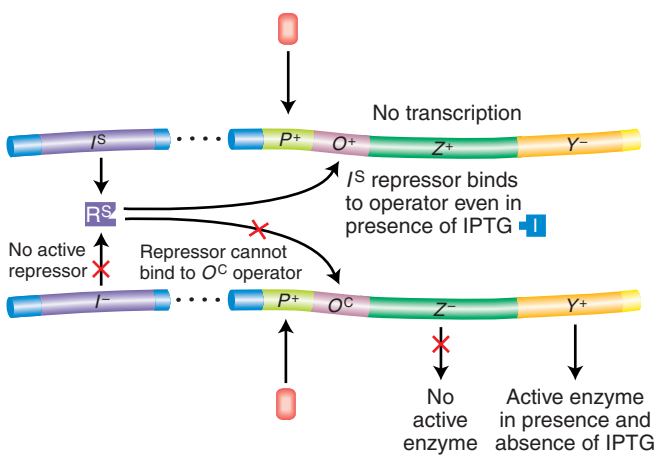 No transcription
I^S
P⁺
O⁺
Z⁺
Y⁻
I^S repressor binds
to operator even in
presence of IPTG I
R^S
No active
repressor
Repressor cannot
bind to O^C operator
I⁻
P⁺
O^C
Z⁻
Y⁺
No
active
enzyme
Active enzyme
in presence and
absence of IPTG